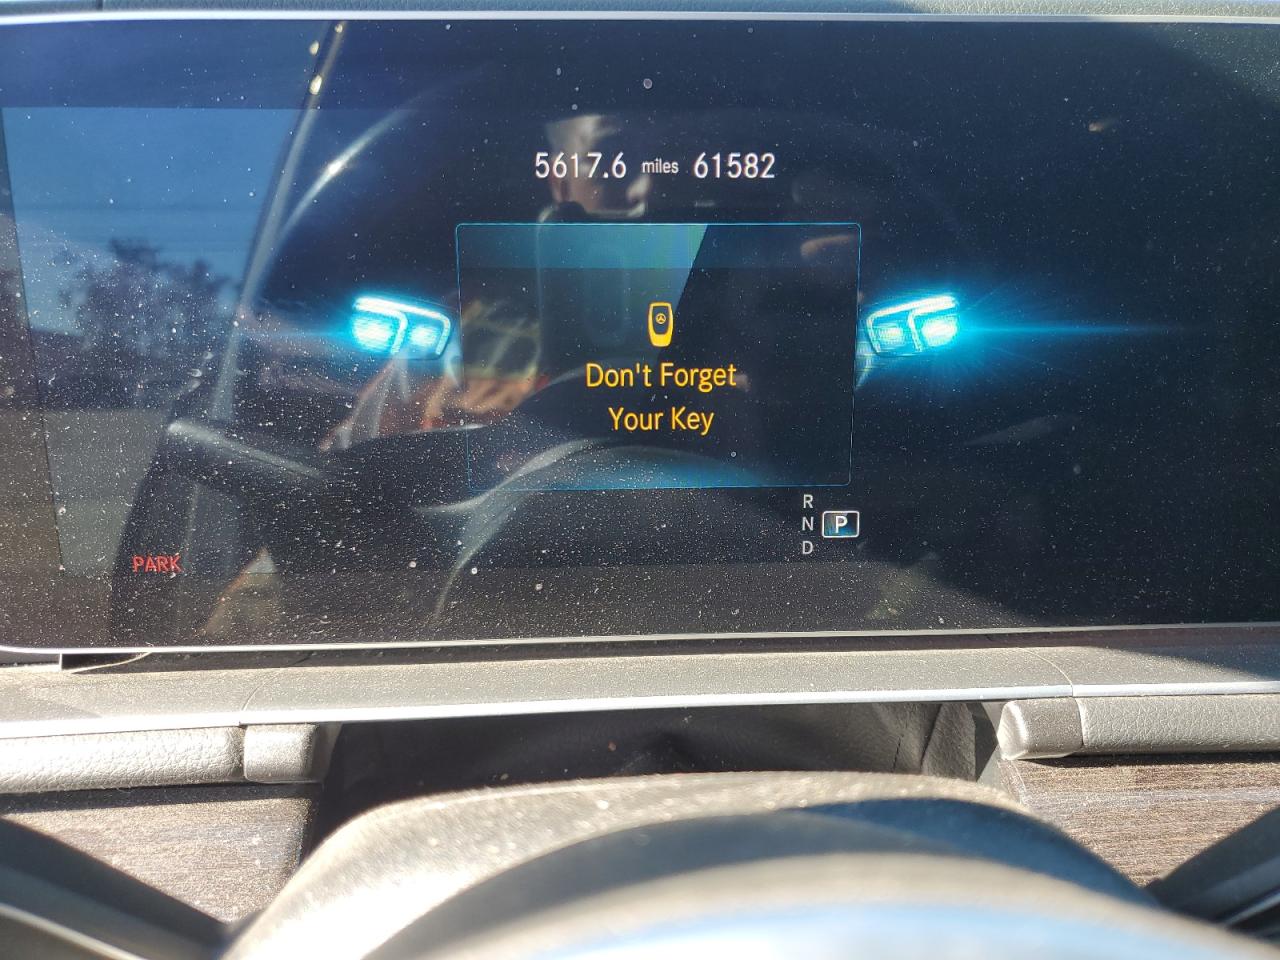 5617.6 miles 61582
Don't Forget
Your Key
R
N P
D
PARK